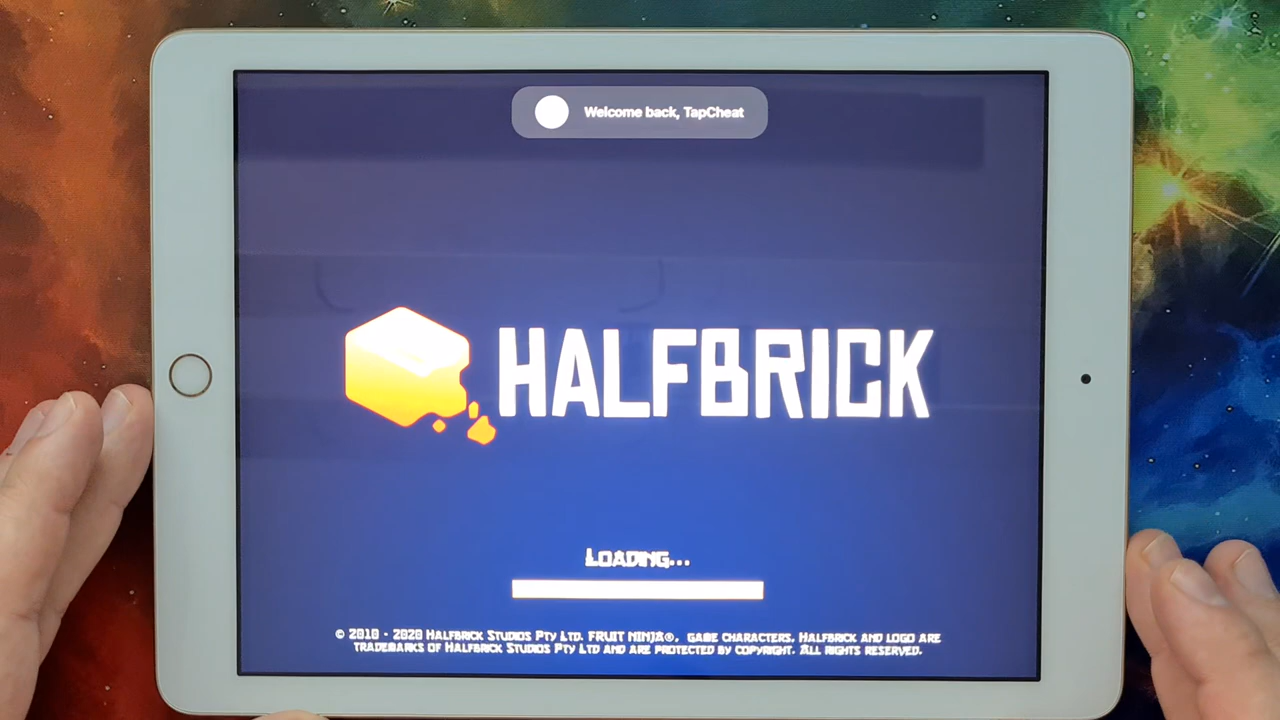 Welcome back, TapCheat
HALFBRICK
LOADING...
© 2010 - 2020 HALFBRICK STUDIOS PTY LTD. FRUIT NINJA®, GAME CHARACTERS, HALFBRICK AND LOGO ARE
TRADEMARKS OF HALFBRICK STUDIOS PTY LTD AND ARE PROTECTED BY COPYRIGHT. ALL RIGHTS RESERVED.